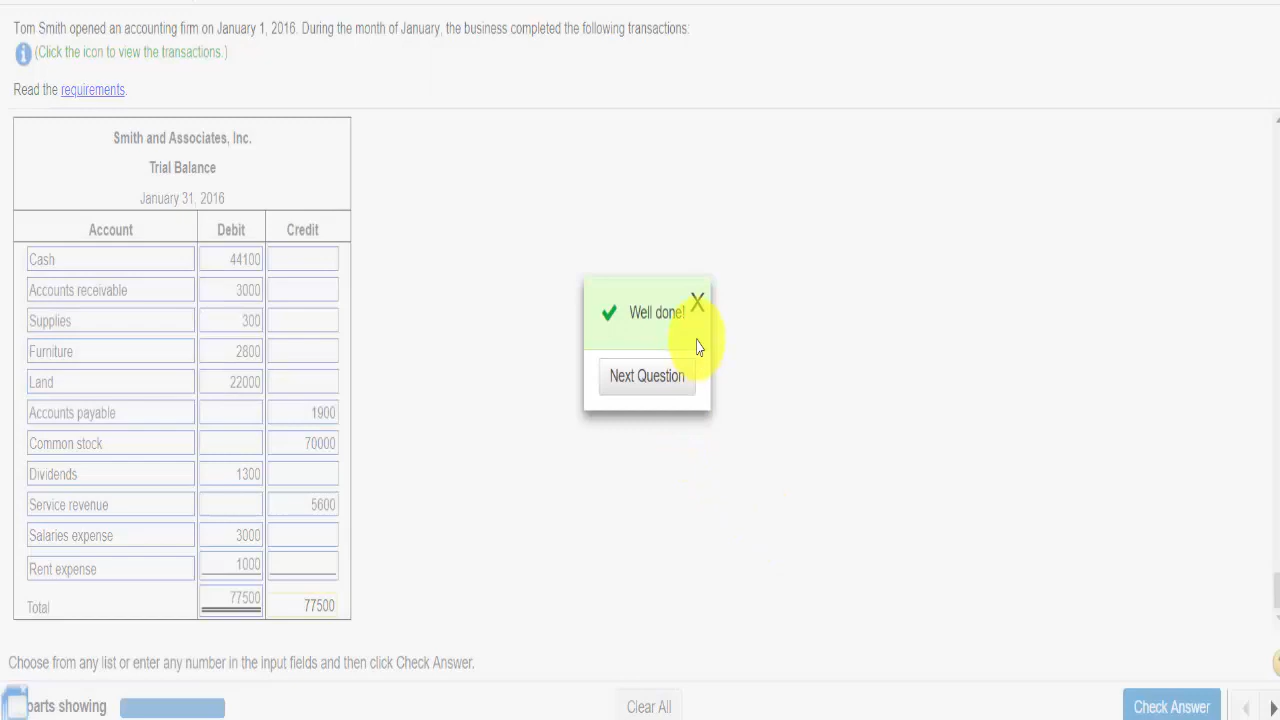 Tom Smith opened an accounting firm on January 1, 2016. During the month of January, the business completed the following transactions:
(Click the icon to view the transactions.)
Read the requirements.
Smith and Associates, Inc.
Trial Balance
January 31, 2016
Account Debit Credit
Cash 44100
Accounts receivable 3000
Supplies 300
Furniture 2800
Land 22000
Accounts payable 1900
Common stock 70000
Dividends 1300
Service revenue 5600
Salaries expense 3000
Rent expense 1000
Total 77500 77500
Well done! X
Next Question
Choose from any list or enter any number in the input fields and then click Check Answer.
parts showing Clear All Check Answer